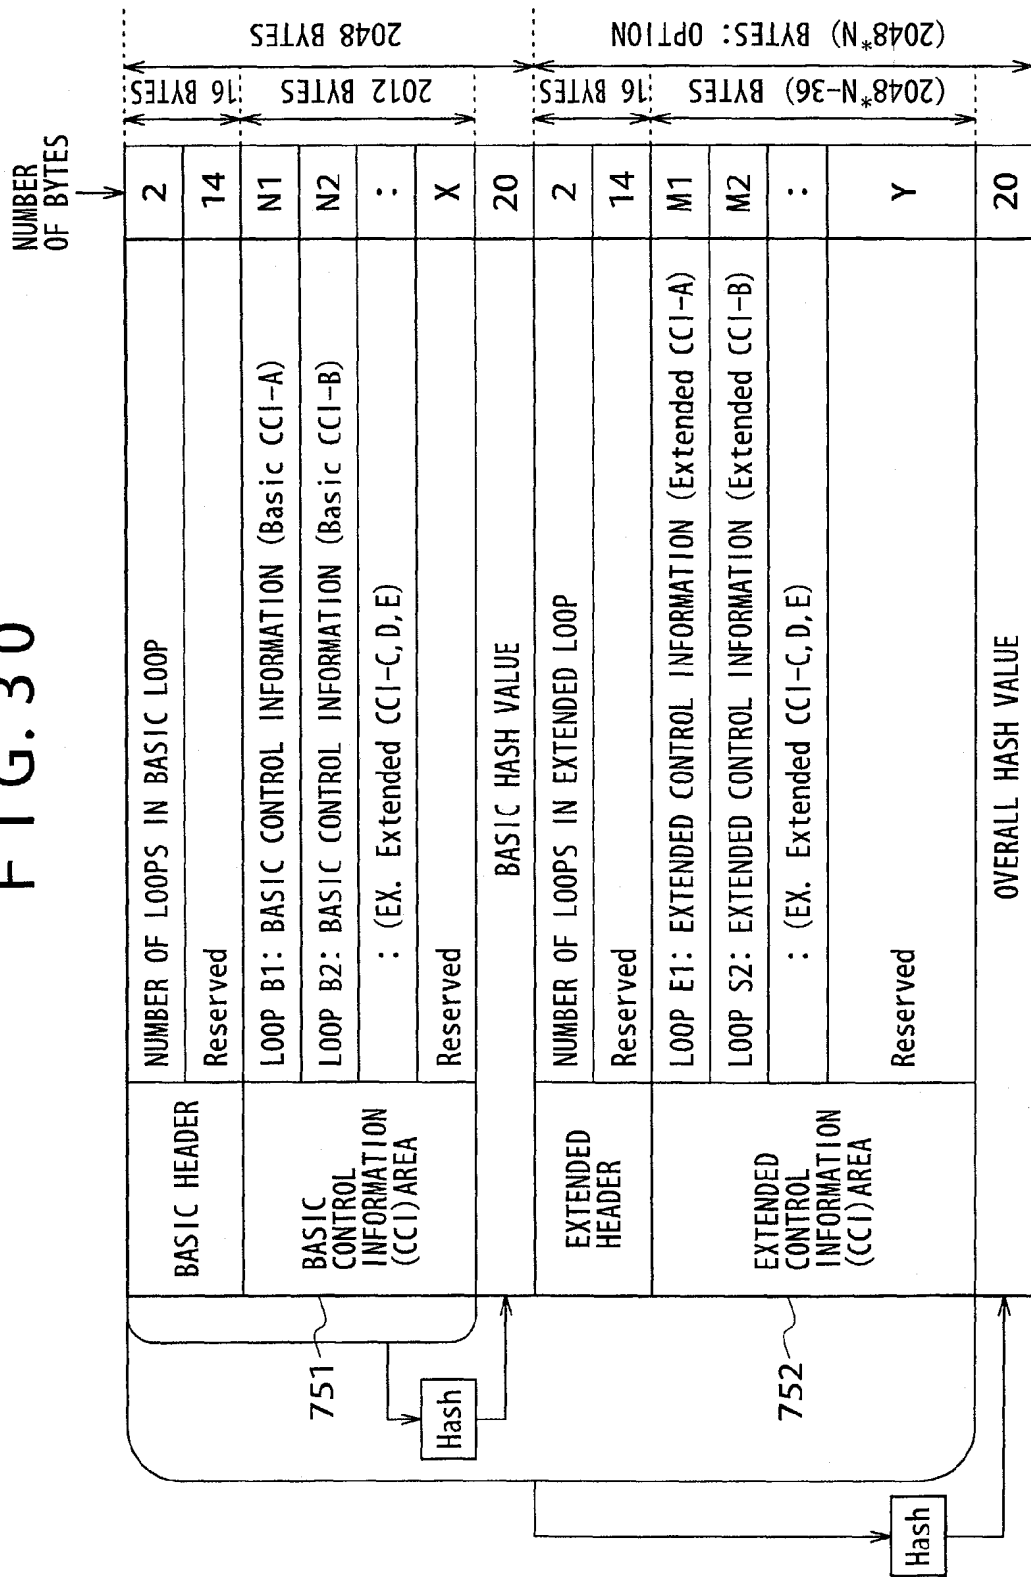 FIG. 30
NUMBER
OF BYTES
BASIC HEADER
NUMBER OF LOOPS IN BASIC LOOP
2
Reserved
14
16 BYTES
BASIC
CONTROL
INFORMATION
(CCI)AREA
LOOP B1: BASIC CONTROL INFORMATION (Basic CCI-A)
N1
LOOP B2: BASIC CONTROL INFORMATION (Basic CCI-B)
N2
: (EX. Extended CCI-C,D,E)
:
Reserved
X
2012 BYTES
BASIC HASH VALUE
20
2048 BYTES
EXTENDED
HEADER
NUMBER OF LOOPS IN EXTENDED LOOP
2
Reserved
14
16 BYTES
EXTENDED
CONTROL
INFORMATION
(CCI)AREA
LOOP E1: EXTENDED CONTROL INFORMATION (Extended CCI-A)
M1
LOOP S2: EXTENDED CONTROL INFORMATION (Extended CCI-B)
M2
: (EX. Extended CCI-C,D,E)
:
Reserved
Y
(2048*N-36) BYTES
OVERALL HASH VALUE
20
(2048*N) BYTES: OPTION
751
Hash
752
Hash